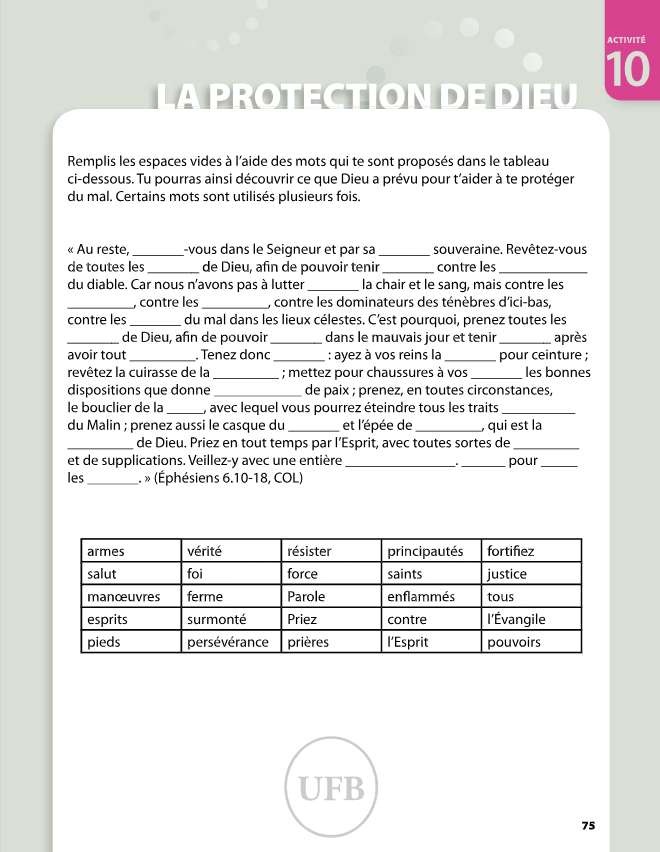 ACTIVITÉ
10
LA PROTECTION DE DIEU
Remplis les espaces vides à l’aide des mots qui te sont proposés dans le tableau
ci-dessous. Tu pourras ainsi découvrir ce que Dieu a prévu pour t’aider à te protéger
du mal. Certains mots sont utilisés plusieurs fois.
« Au reste, _______-vous dans le Seigneur et par sa _______ souveraine. Revêtez-vous
de toutes les _______ de Dieu, afin de pouvoir tenir _______ contre les ____________
du diable. Car nous n’avons pas à lutter _______ la chair et le sang, mais contre les
_________, contre les _________, contre les dominateurs des ténèbres d’ici-bas,
contre les _______ du mal dans les lieux célestes. C’est pourquoi, prenez toutes les
_______ de Dieu, afin de pouvoir _______ dans le mauvais jour et tenir _______ après
avoir tout _________. Tenez donc _______ : ayez à vos reins la _______ pour ceinture ;
revêtez la cuirasse de la _________ ; mettez pour chaussures à vos _______ les bonnes
dispositions que donne ____________ de paix ; prenez, en toutes circonstances,
le bouclier de la _____, avec lequel vous pourrez éteindre tous les traits __________
du Malin ; prenez aussi le casque du _______ et l’épée de _________, qui est la
_________ de Dieu. Priez en tout temps par l’Esprit, avec toutes sortes de _________
et de supplications. Veillez-y avec une entière _______________. ______ pour _____
les _______. » (Éphésiens 6.10-18, COL)
armes vérité résister principautés fortifiez
salut foi force saints justice
manœuvres ferme Parole enflammés tous
esprits surmonté Priez contre l’Évangile
pieds persévérance prières l’Esprit pouvoirs
UFB
75